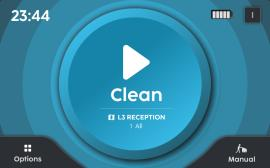 23:44
1
Clean
L3 RECEPTION
1 All
Options
Manual